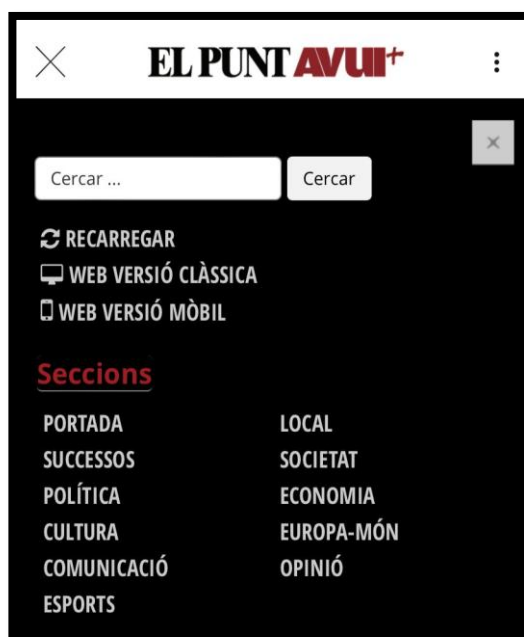 EL PUNT AVUI+
Cercar ...
Cercar
RECARREGAR
WEB VERSIÓ CLÀSSICA
WEB VERSIÓ MÒBIL
Seccions
PORTADA
LOCAL
SUCCESSOS
SOCIETAT
POLÍTICA
ECONOMIA
CULTURA
EUROPA-MÓN
COMUNICACIÓ
OPINIÓ
ESPORTS